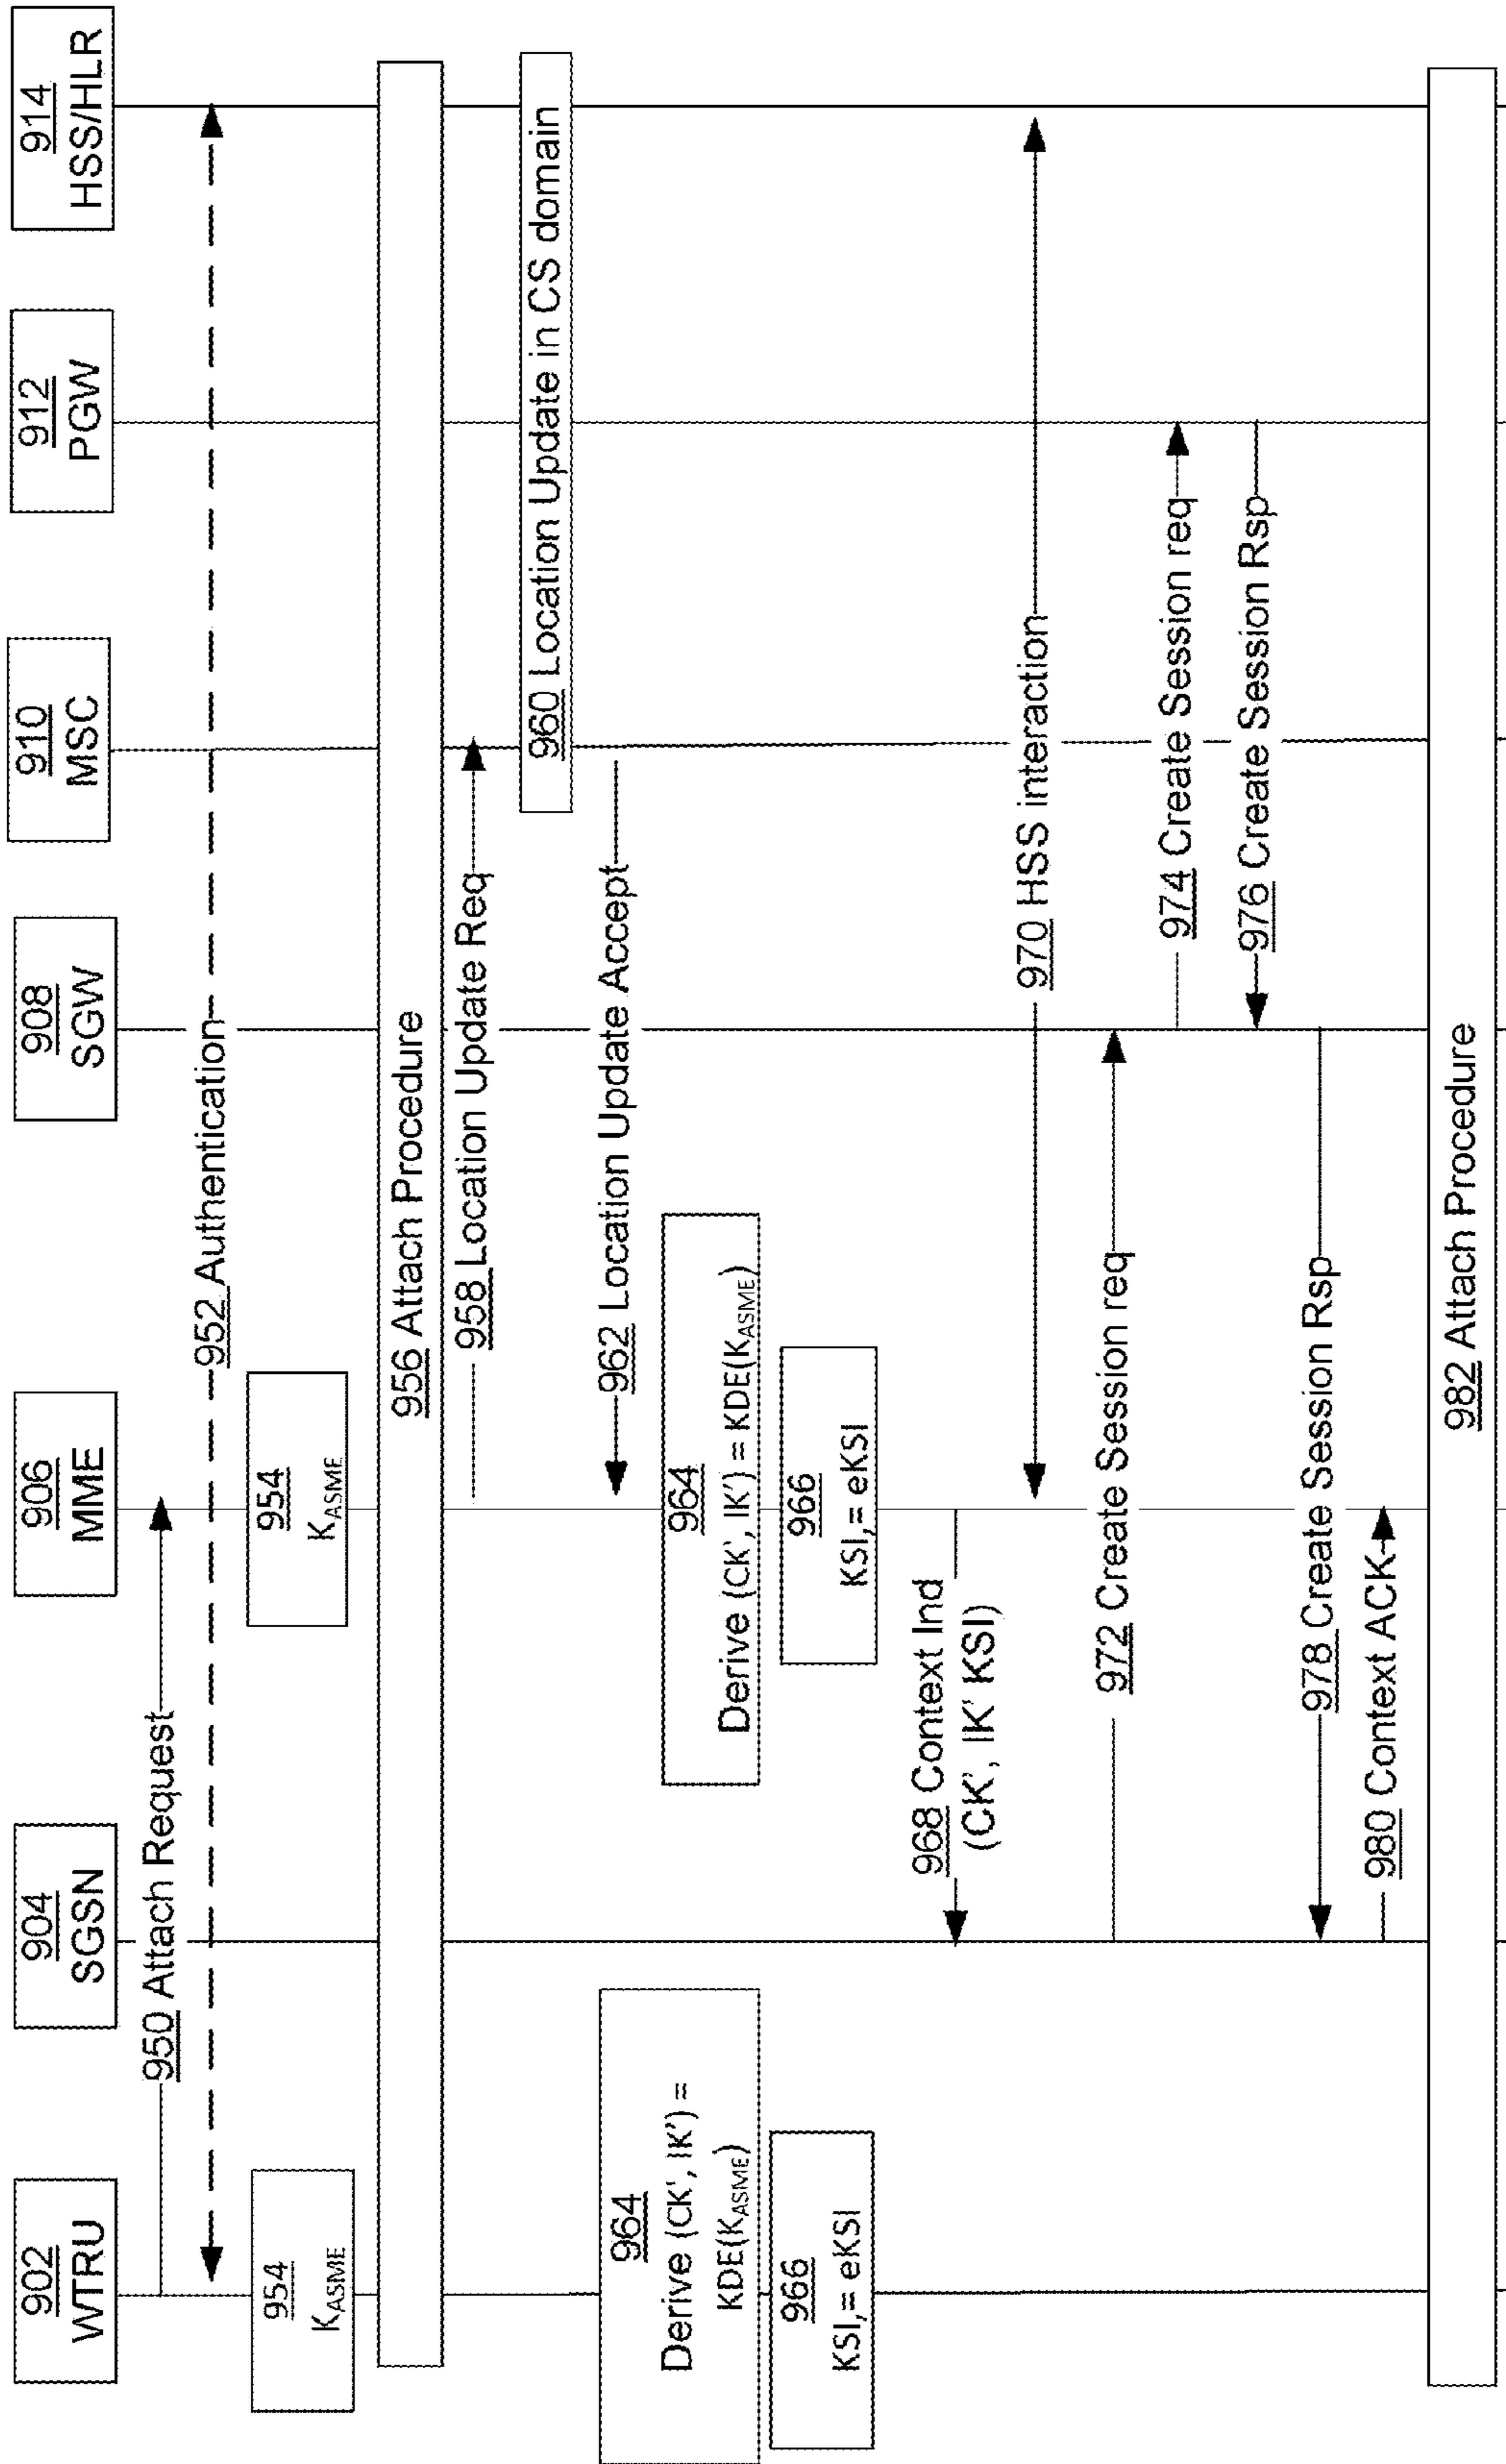 902
WTRU
904
SGSN
906
MME
908
SGW
910
MSC
912
PGW
914
HSS/HLR
950 Attach Request
952 Authentication
954
K_ASME
954
K_ASME
956 Attach Procedure
958 Location Update Req
960 Location Update in CS domain
962 Location Update Accept
964
Derive (CK', IK') =
KDE(K_ASME)
964
Derive (CK', IK') = KDE(K_ASME)
966
KSI,= eKSI
966
KSI,= eKSI
968 Context Ind
(CK', IK' KSI)
970 HSS interaction
972 Create Session req
974 Create Session req
976 Create Session Rsp
978 Create Session Rsp
980 Context ACK
982 Attach Procedure